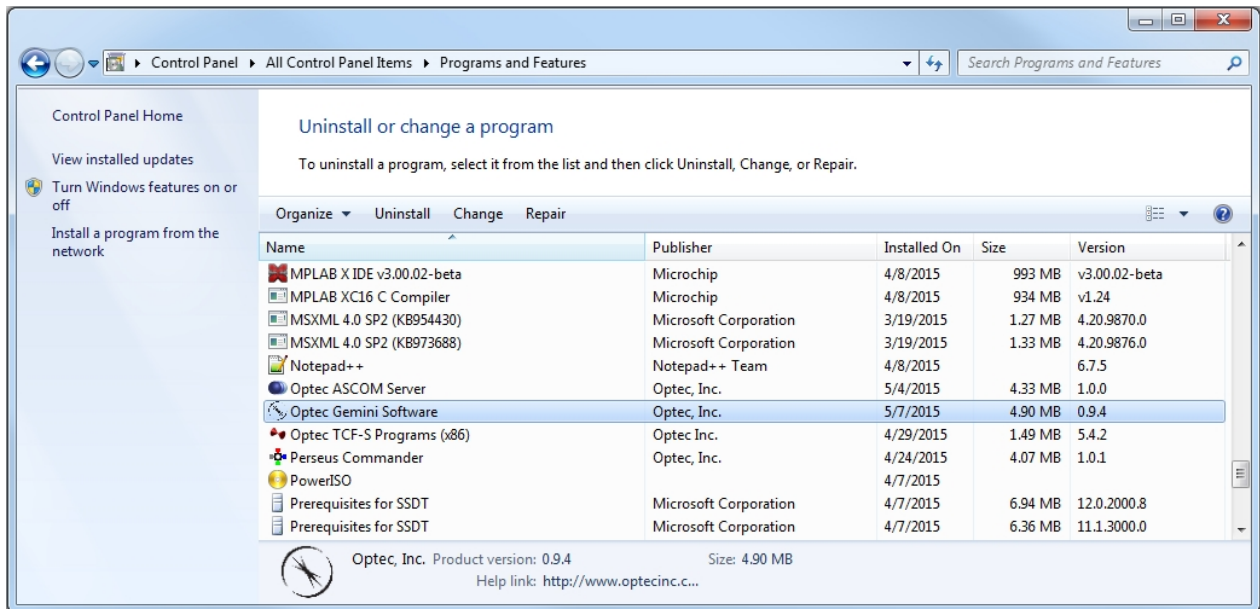 Control Panel ▸ All Control Panel Items ▸ Programs and Features
Search Programs and Features
Control Panel Home
View installed updates
Turn Windows features on or
off
Install a program from the
network
Uninstall or change a program
To uninstall a program, select it from the list and then click Uninstall, Change, or Repair.
Organize Uninstall Change Repair
Name Publisher Installed On Size Version
MPLAB X IDE v3.00.02-beta Microchip 4/8/2015 993 MB v3.00.02-beta
MPLAB XC16 C Compiler Microchip 4/8/2015 934 MB v1.24
MSXML 4.0 SP2 (KB954430) Microsoft Corporation 3/19/2015 1.27 MB 4.20.9870.0
MSXML 4.0 SP2 (KB973688) Microsoft Corporation 3/19/2015 1.33 MB 4.20.9876.0
Notepad++ Notepad++ Team 4/8/2015 6.7.5
Optec ASCOM Server Optec, Inc. 5/4/2015 4.33 MB 1.0.0
Optec Gemini Software Optec, Inc. 5/7/2015 4.90 MB 0.9.4
Optec TCF-S Programs (x86) Optec Inc. 4/29/2015 1.49 MB 5.4.2
Perseus Commander Optec, Inc. 4/24/2015 4.07 MB 1.0.1
PowerISO 4/7/2015
Prerequisites for SSDT Microsoft Corporation 4/7/2015 6.94 MB 12.0.2000.8
Prerequisites for SSDT Microsoft Corporation 4/7/2015 6.36 MB 11.1.3000.0
Optec, Inc. Product version: 0.9.4 Size: 4.90 MB
Help link: http://www.optecinc.c...